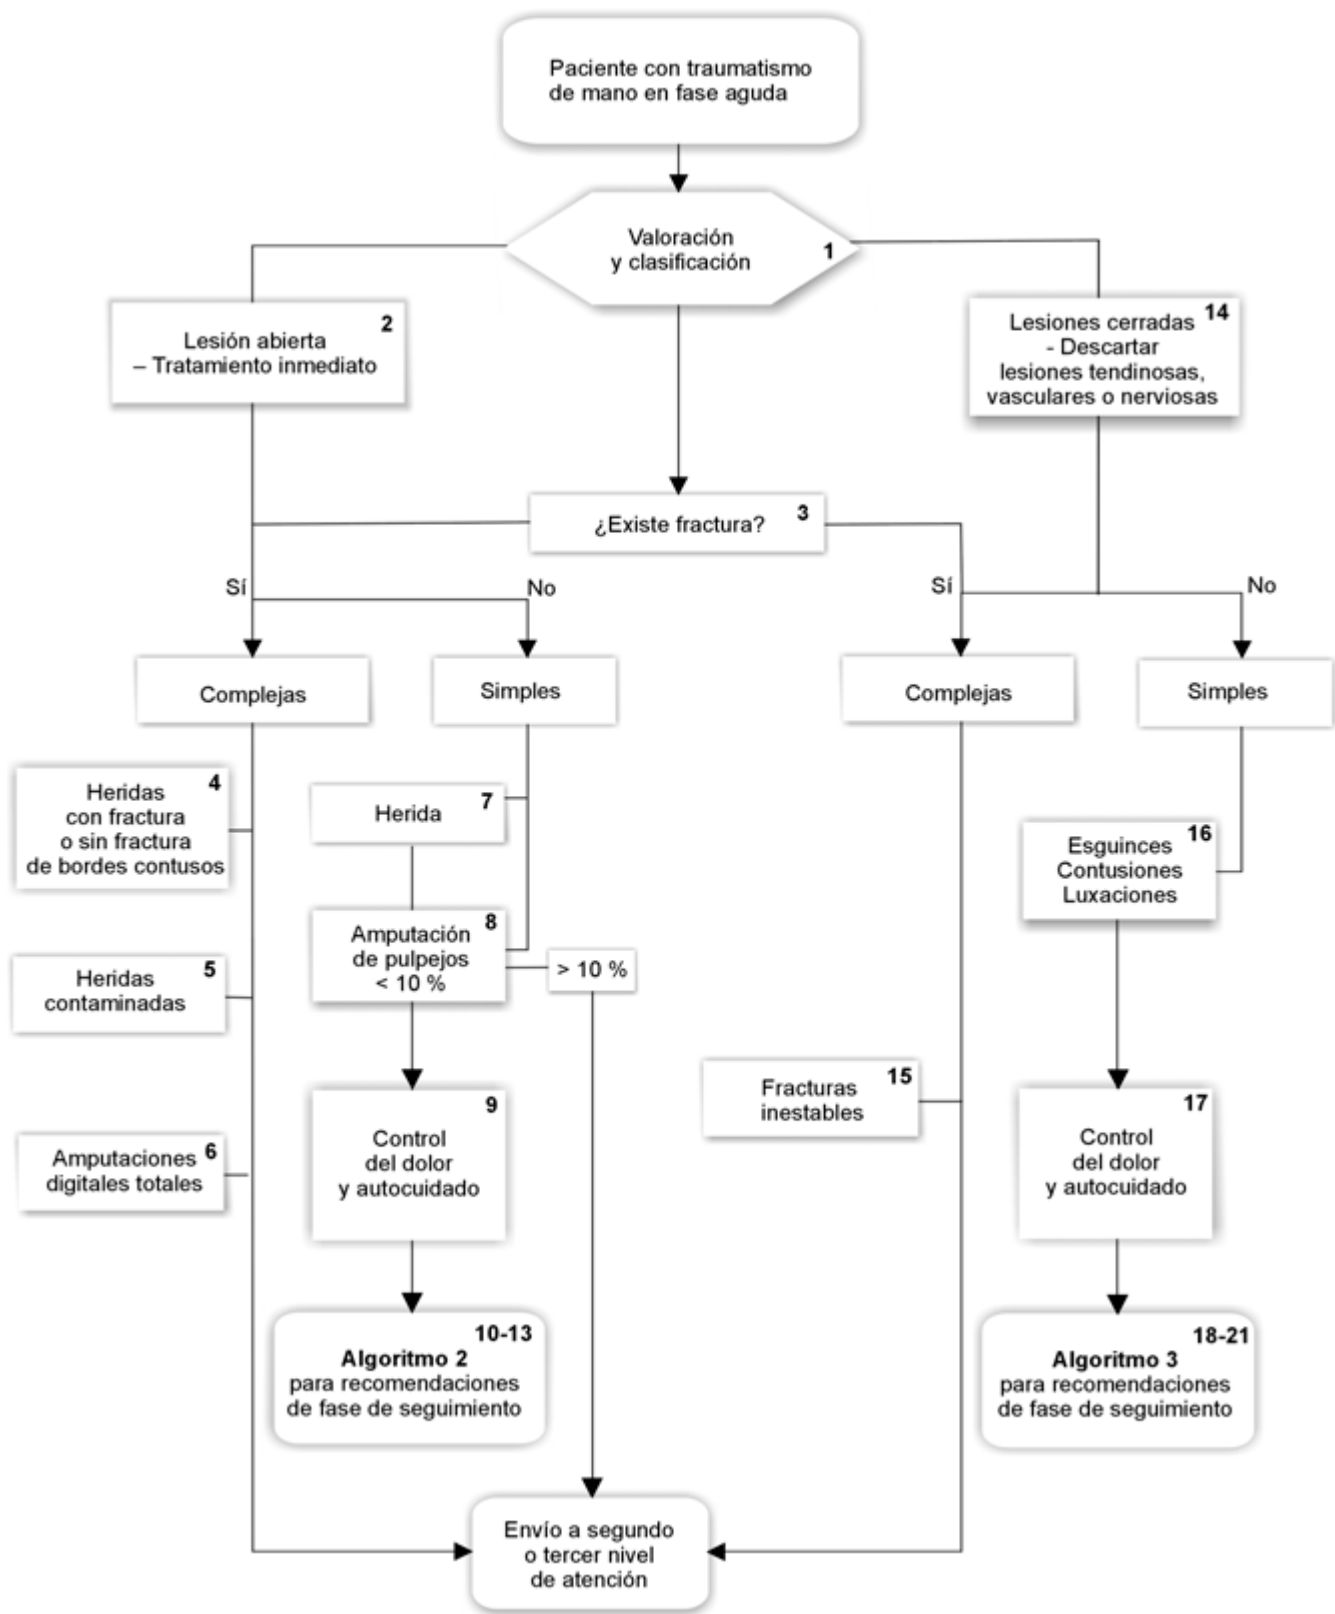 Paciente con traumatismo
de mano en fase aguda
Valoración
y clasificación
1
2
Lesión abierta
– Tratamiento inmediato
14
Lesiones cerradas
- Descartar
lesiones tendinosas,
vasculares o nerviosas
¿Existe fractura?
3
Sí
No
Sí
No
Complejas
Simples
Complejas
Simples
4
Heridas
con fractura
o sin fractura
de bordes contusos
7
Herida
16
Esguinces
Contusiones
Luxaciones
8
Amputación
de pulpejos
< 10 %
> 10 %
5
Heridas
contaminadas
15
Fracturas
inestables
9
Control
del dolor
y autocuidado
17
Control
del dolor
y autocuidado
6
Amputaciones
digitales totales
10-13
Algoritmo 2
para recomendaciones
de fase de seguimiento
18-21
Algoritmo 3
para recomendaciones
de fase de seguimiento
Envío a segundo
o tercer nivel
de atención